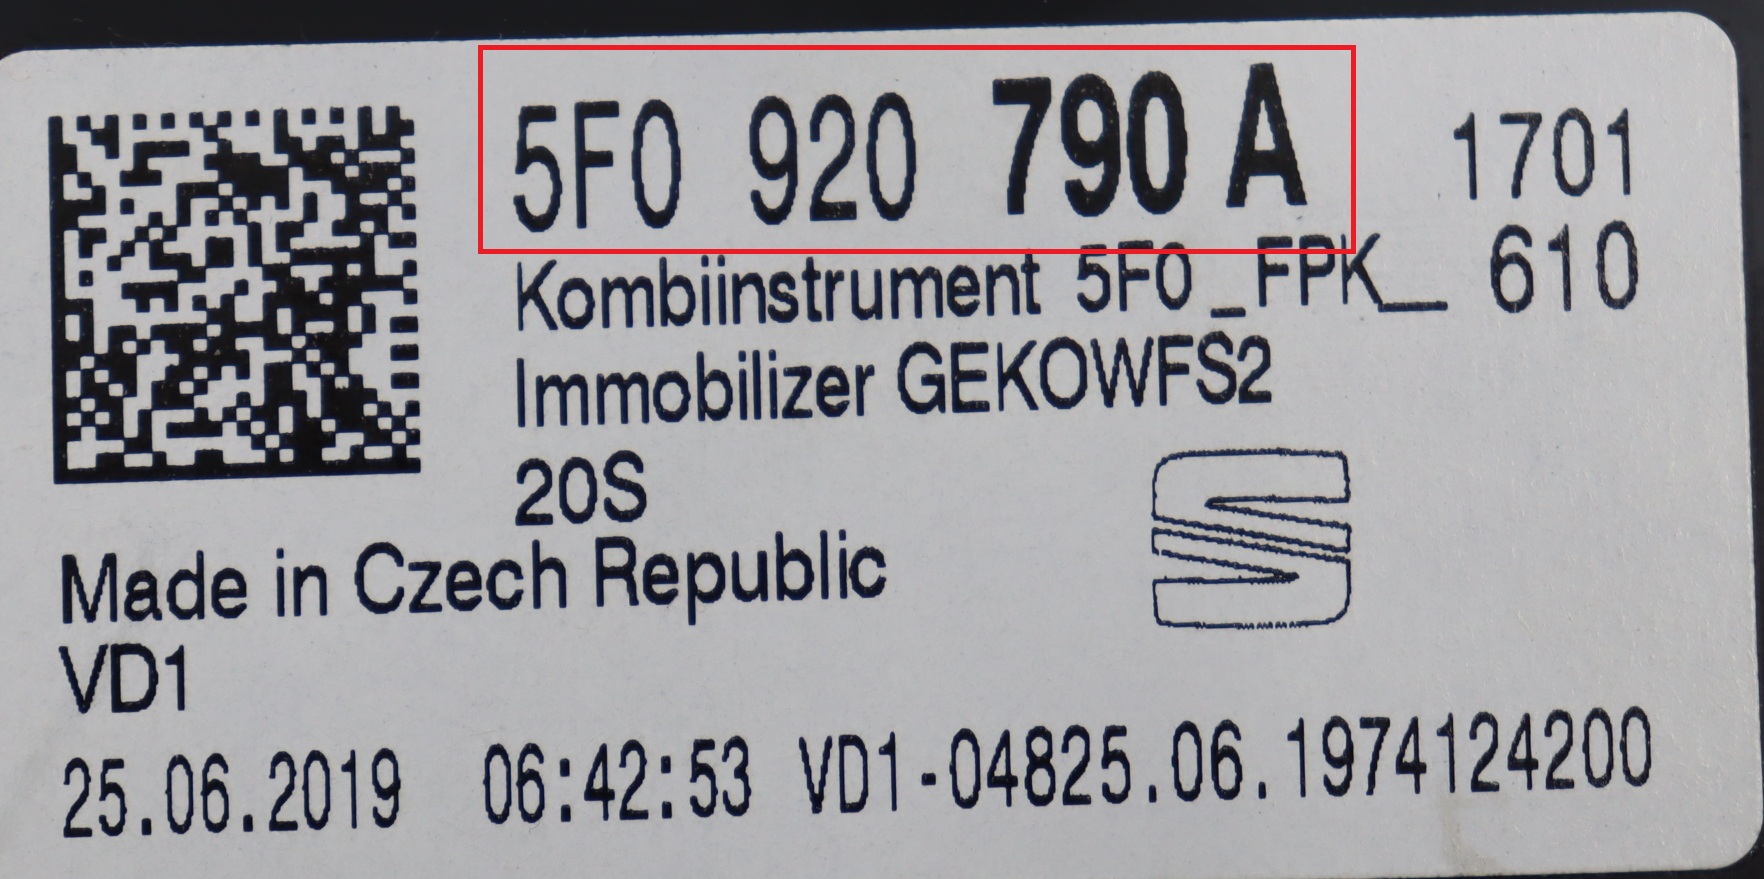 5F0 920 790 A 1701
Kombiinstrument 5F0_FPK_ 610
Immobilizer GEKOWFS2
20S
Made in Czech Republic
VD1
25.06.2019 06:42:53 VD1-04825.06.1974124200